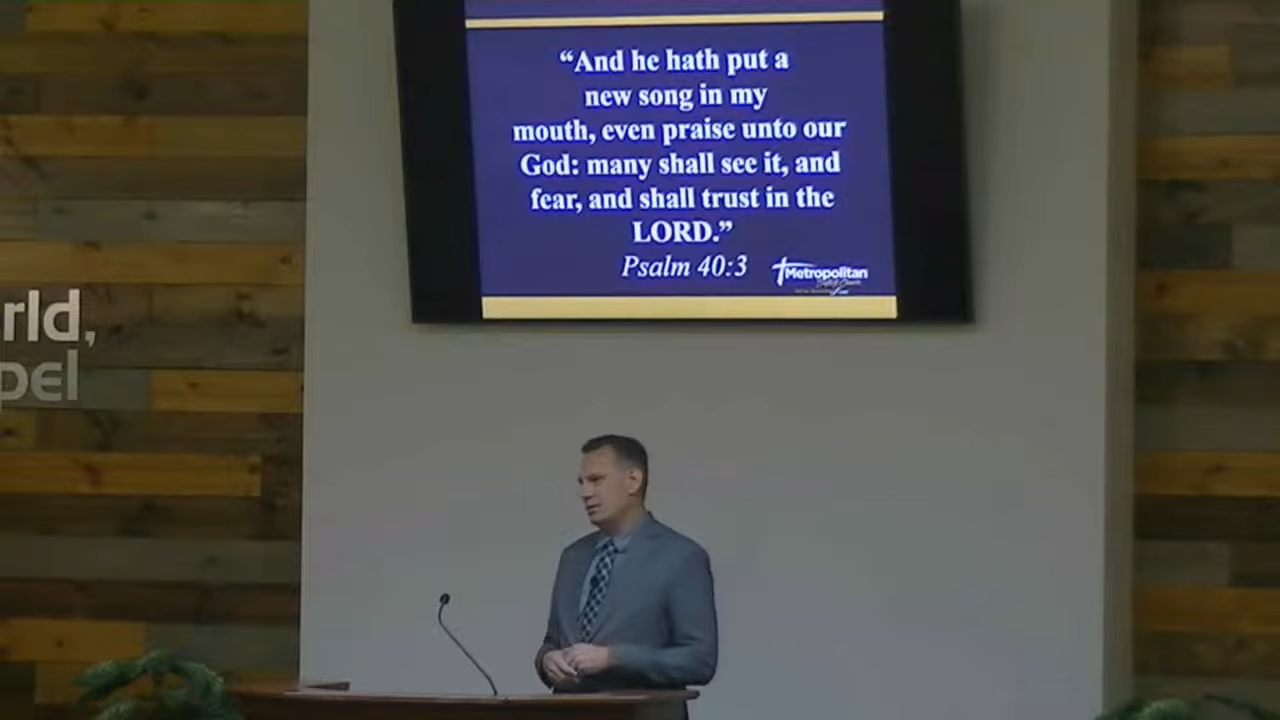 “And he hath put a
new song in my
mouth, even praise unto our
God: many shall see it, and
fear, and shall trust in the
LORD.”
Psalm 40:3
Metropolitan
rld,
pel